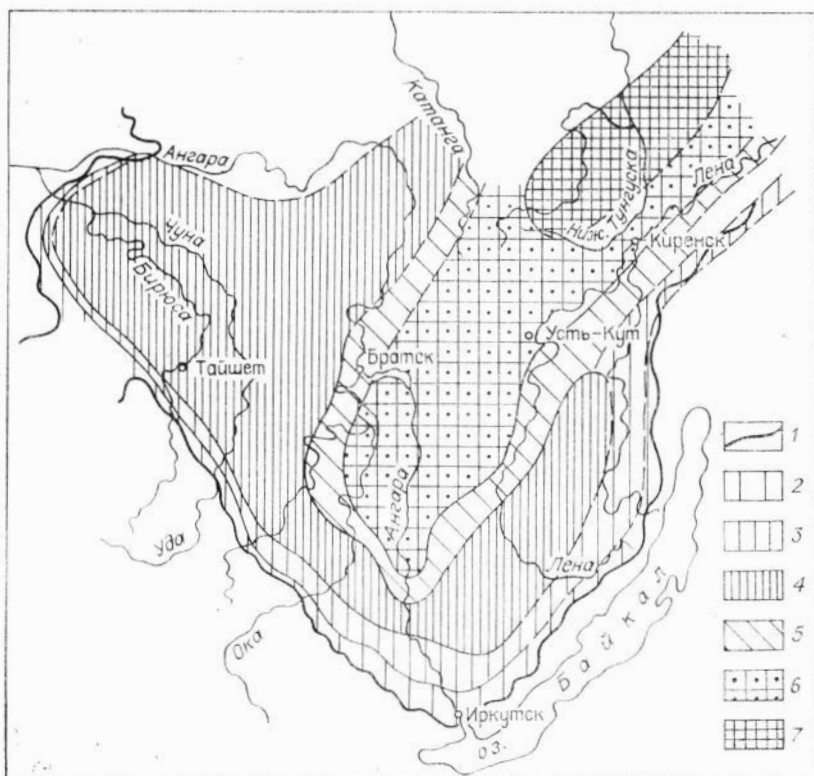 Катанга
Ангара
Лена
Чуна
Ниж. Тунгуска
Киренск
Бирюса
Усть-Кут
Братск
Тайшет
1
2
Ангара
3
Уда
Лена
4
Байкал
5
Ока
6
Иркутск
7
оз.